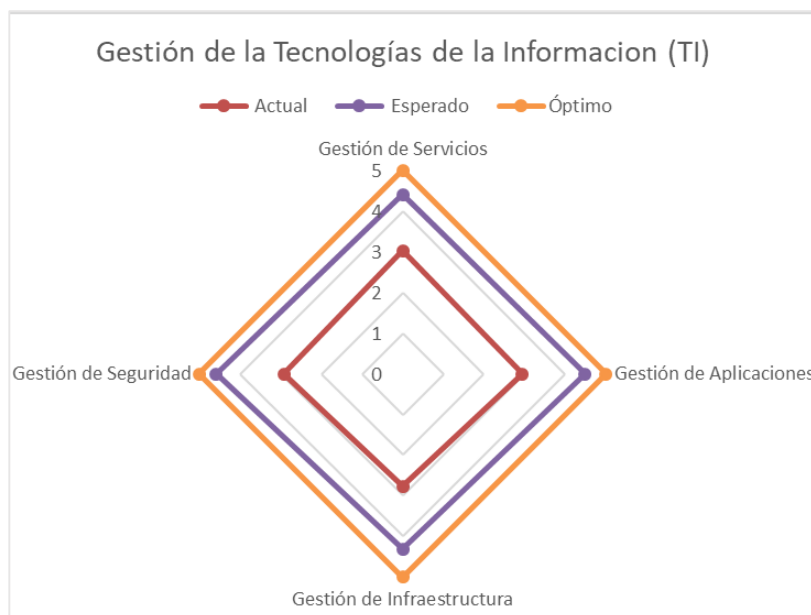 Gestión de la Tecnologías de la Informacion (TI)
Actual Esperado Óptimo
Gestión de Servicios
5
4
3
2
1
0
Gestión de Seguridad
Gestión de Aplicaciones
Gestión de Infraestructura